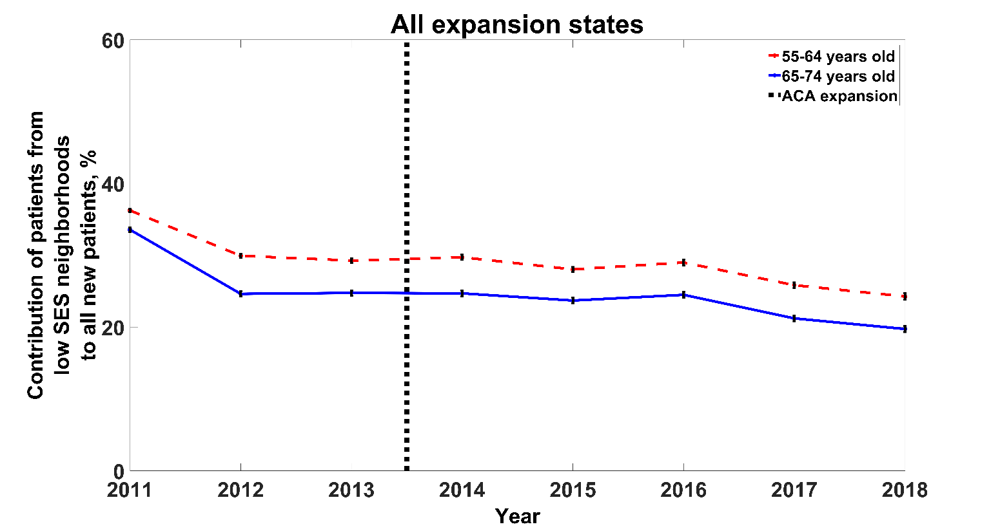 All expansion states
60
40
20
0
Contribution of patients from
low SES neighborhoods
to all new patients, %
55-64 years old
65-74 years old
ACA expansion
2011 2012 2013 2014 2015 2016 2017 2018
Year